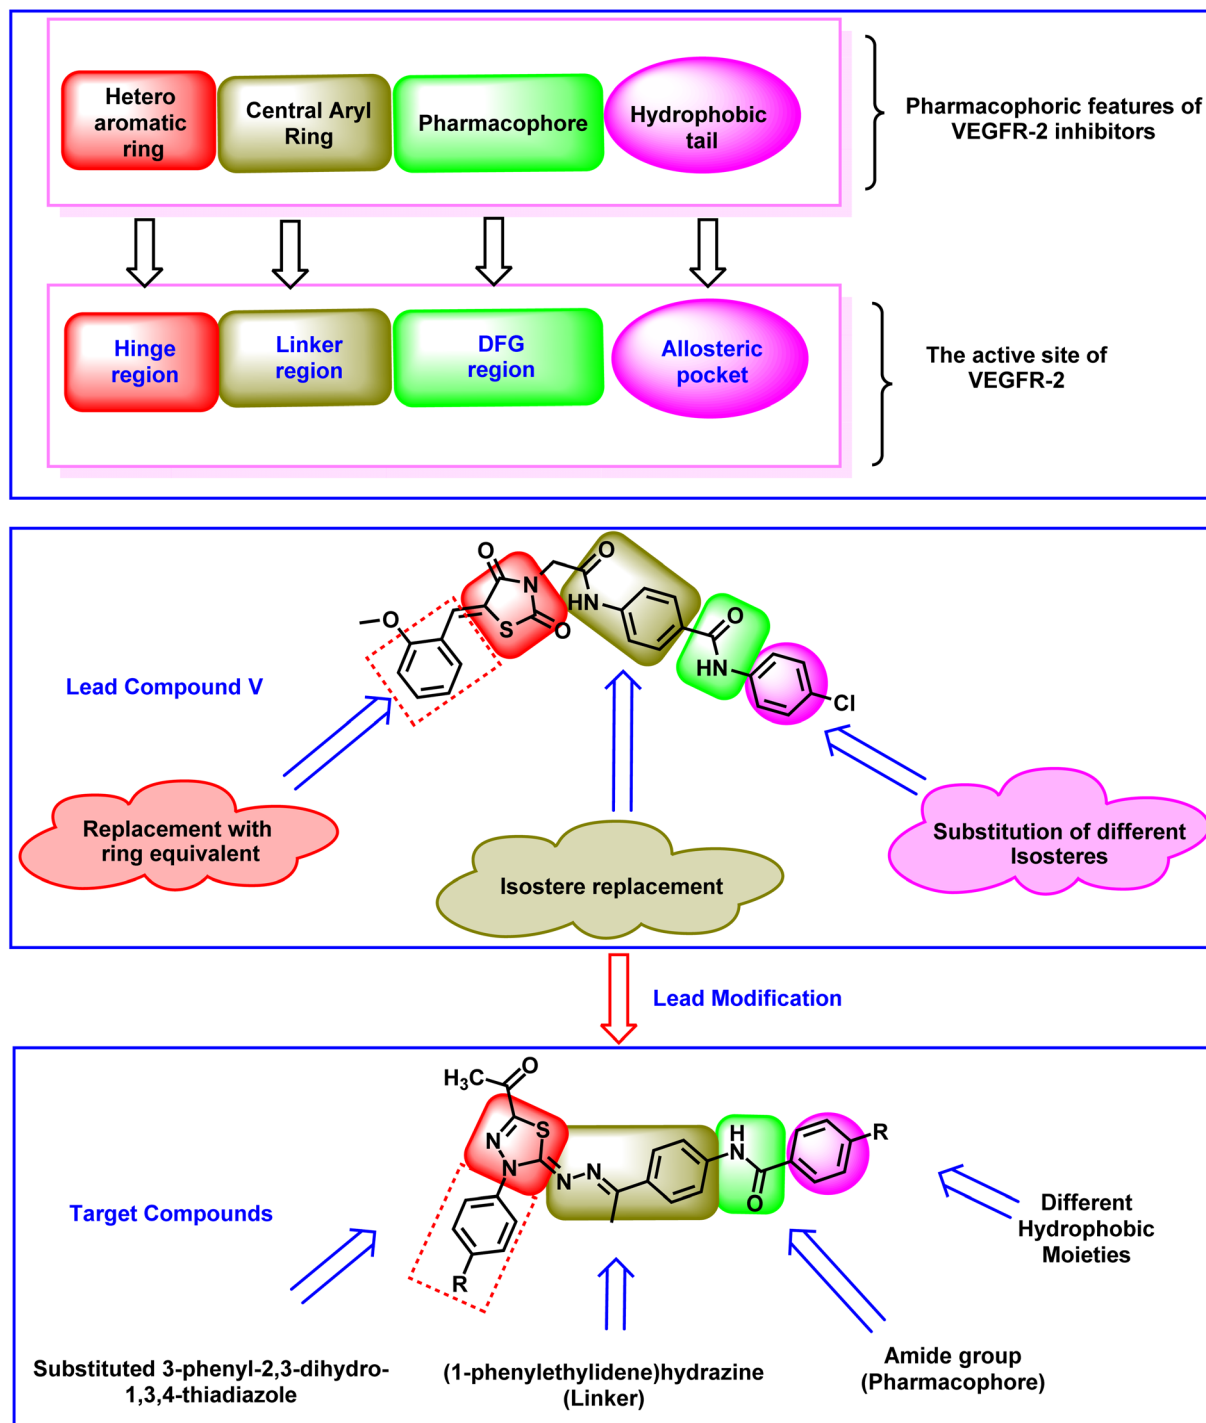 Hetero
aromatic
ring
Central Aryl
Ring
Pharmacophore
Hydrophobic
tail
Pharmacophoric features of
VEGFR-2 inhibitors
Hinge
region
Linker
region
DFG
region
Allosteric
pocket
The active site of
VEGFR-2
O
N
O
S
O
O
HN
O
HN
Cl
Lead Compound V
Replacement with
ring equivalent
Isostere replacement
Substitution of different
Isosteres
Lead Modification
H₃C
O
S
N
N
N
N
H
N
O
R
R
Target Compounds
Different
Hydrophobic
Moieties
Substituted 3-phenyl-2,3-dihydro-
1,3,4-thiadiazole
(1-phenylethylidene)hydrazine
(Linker)
Amide group
(Pharmacophore)